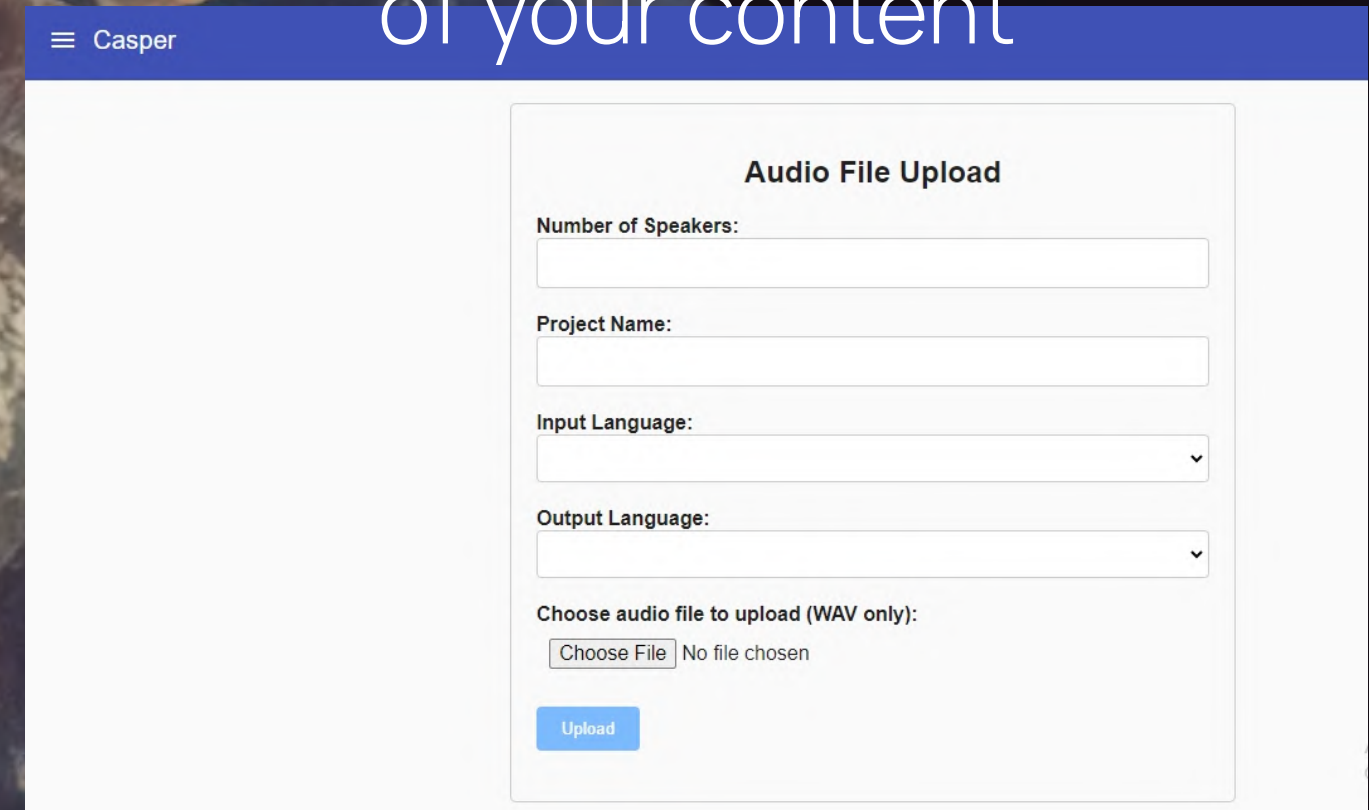 of your content
Casper
Audio File Upload
Number of Speakers:
Project Name:
Input Language:
Output Language:
Choose audio file to upload (WAV only):
Choose File No file chosen
Upload